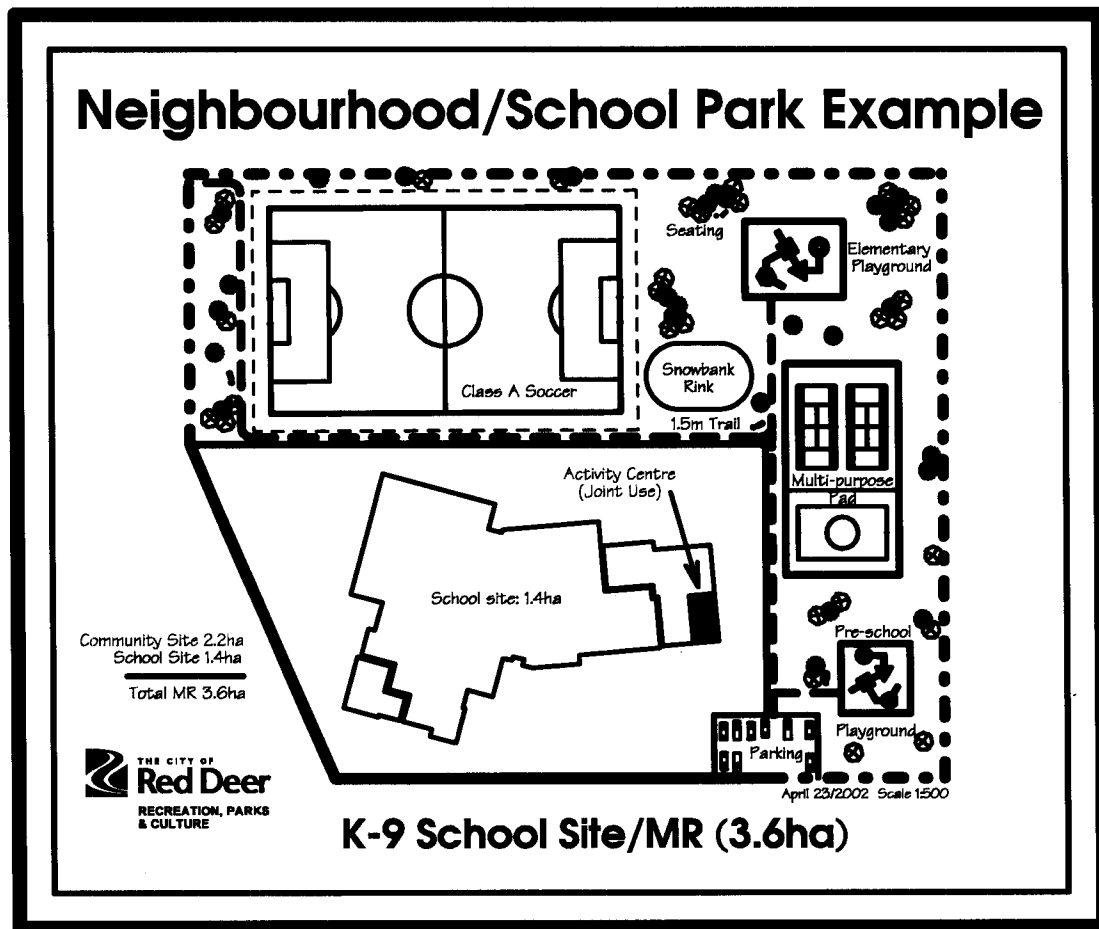 Neighbourhood/School Park Example
Seating
Elementary
Playground
Snowbank
Rink
Class A Soccer
1.5m Trail
Activity Centre
(Joint Use)
Multi-purpose
Pad
School site: 1.4ha
Community Site 2.2ha
School Site 1.4ha
Total MR 3.6ha
Pre-school
Playground
Parking
THE CITY OF
Red Deer
RECREATION, PARKS
& CULTURE
April 23/2002 Scale 1:500
K-9 School Site/MR (3.6ha)